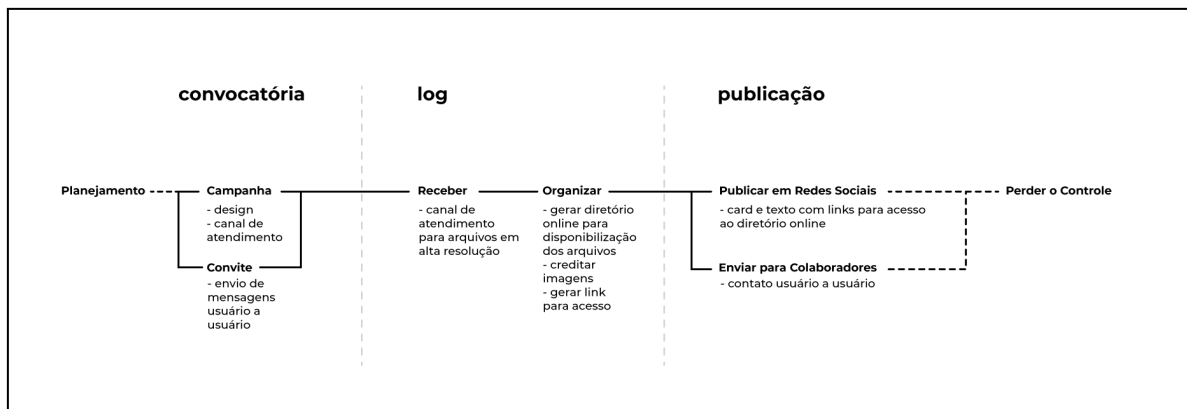 convocatória
log
publicação
Planejamento
Campanha
- design
- canal de
atendimento
Convite
- envio de
mensagens
usuário a
usuário
Receber
- canal de
atendimento
para arquivos em
alta resolução
Organizar
- gerar diretório
online para
disponibilização
dos arquivos
- creditar
imagens
- gerar link
para acesso
Publicar em Redes Sociais
- card e texto com links para acesso
ao diretório online
Enviar para Colaboradores
- contato usuário a usuário
Perder o Controle